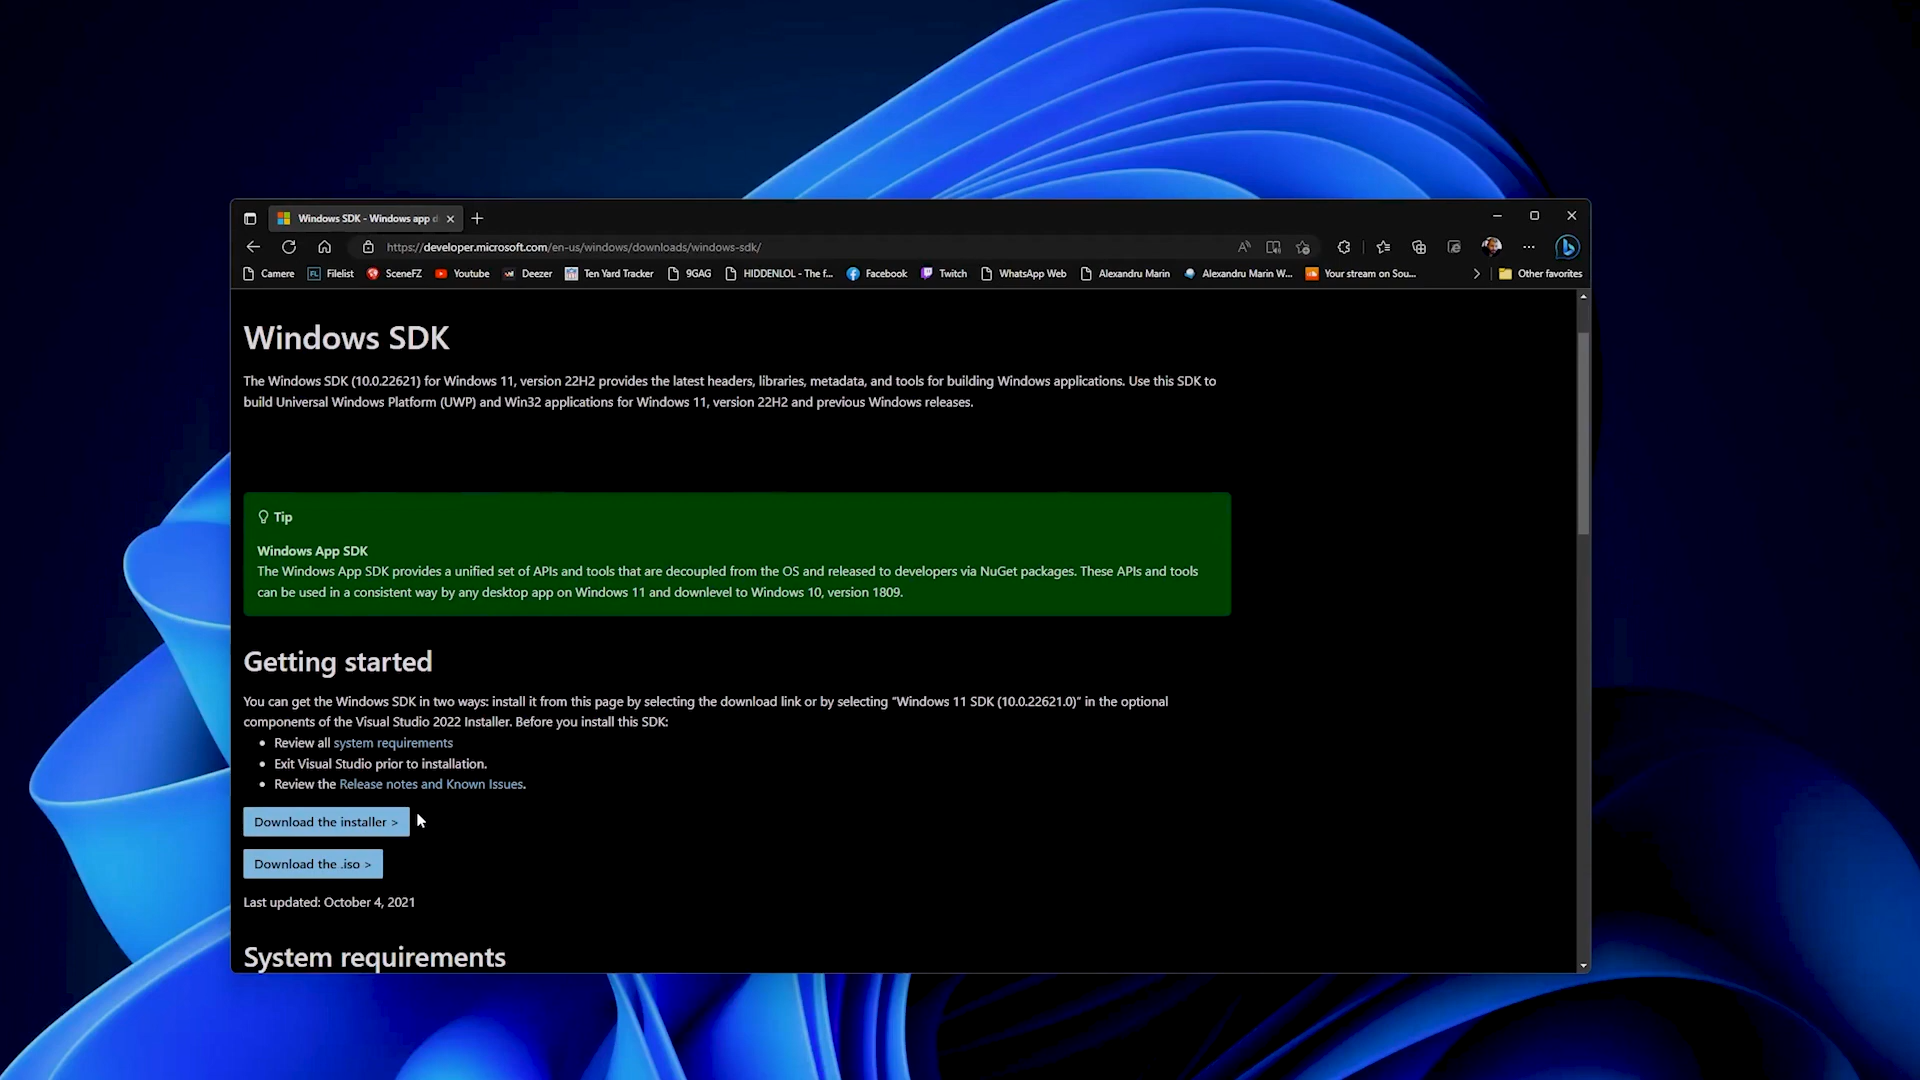 Windows SDK - Windows app d
https://developer.microsoft.com/en-us/windows/downloads/windows-sdk/
Camere Filelist SceneFZ Youtube Deezer Ten Yard Tracker 9GAG HIDDENLOL - The f... Facebook Twitch WhatsApp Web Alexandru Marin Alexandru Marin W... Your stream on Sou... Other favorites
Windows SDK
The Windows SDK (10.0.22621) for Windows 11, version 22H2 provides the latest headers, libraries, metadata, and tools for building Windows applications. Use this SDK to
build Universal Windows Platform (UWP) and Win32 applications for Windows 11, version 22H2 and previous Windows releases.
Tip
Windows App SDK
The Windows App SDK provides a unified set of APIs and tools that are decoupled from the OS and released to developers via NuGet packages. These APIs and tools
can be used in a consistent way by any desktop app on Windows 11 and downlevel to Windows 10, version 1809.
Getting started
You can get the Windows SDK in two ways: install it from this page by selecting the download link or by selecting “Windows 11 SDK (10.0.22621.0)” in the optional
components of the Visual Studio 2022 Installer. Before you install this SDK:
• Review all system requirements
• Exit Visual Studio prior to installation.
• Review the Release notes and Known Issues.
Download the installer >
Download the .iso >
Last updated: October 4, 2021
System requirements